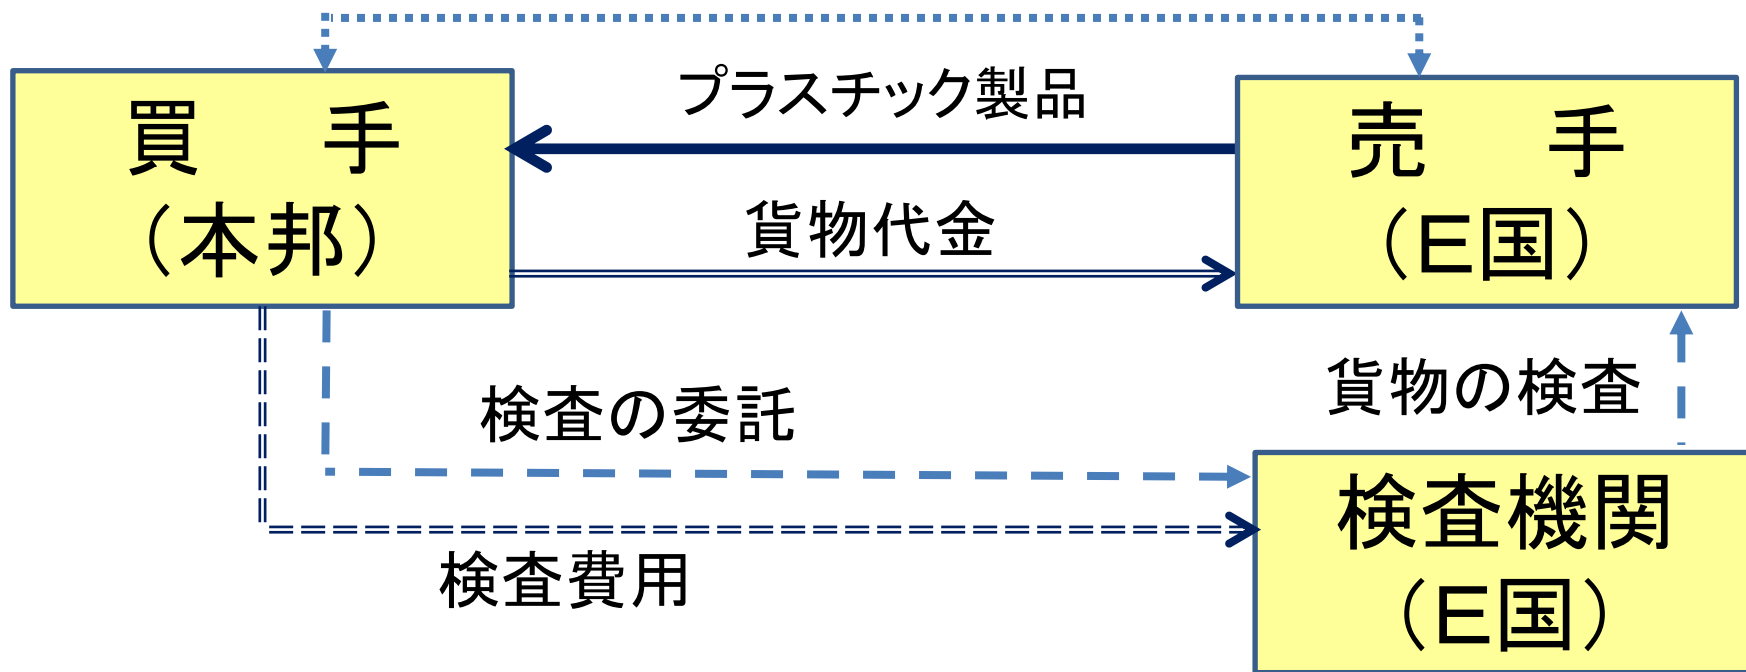 プラスチック製品
買　手
（本邦）
売　手
（E国）
貨物代金
貨物の検査
検査の委託
検査機関
（E国）
検査費用